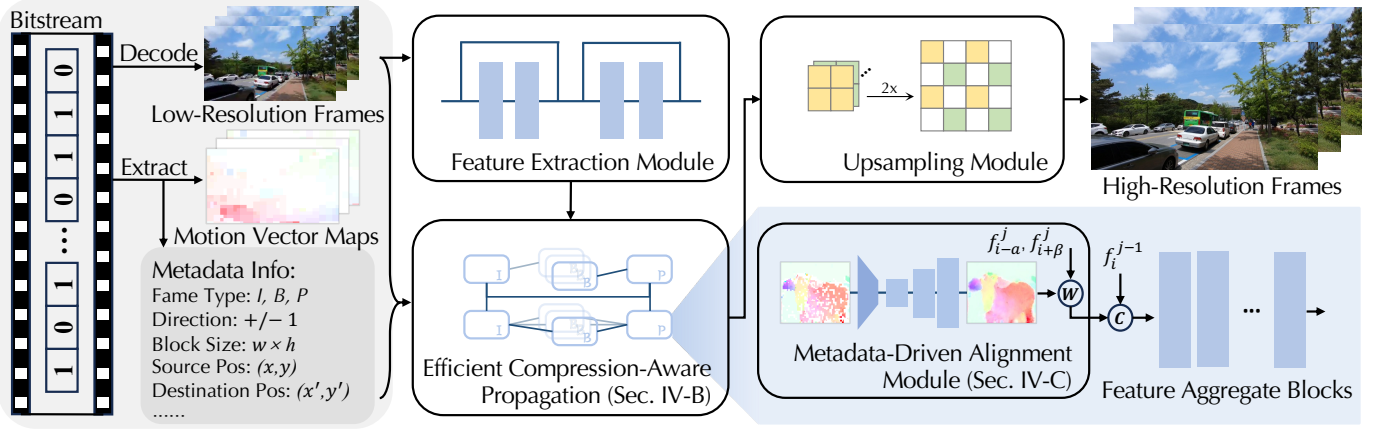 Bitstream
0
1
1
0
...
1
0
1
Decode
Low-Resolution Frames
Extract
Motion Vector Maps
Metadata Info:
Fame Type: I, B, P
Direction: +/− 1
Block Size: w × h
Source Pos: (x,y)
Destination Pos: (x′,y′)
......
Feature Extraction Module
I
B
B
P
I
B
B
P
Efficient Compression-Aware
Propagation (Sec. IV-B)
...
2x
Upsampling Module
High-Resolution Frames
f_{i-α}^{j}, f_{i+β}^{j}
W
Metadata-Driven Alignment
Module (Sec. IV-C)
f_i^{j-1}
C
...
Feature Aggregate Blocks